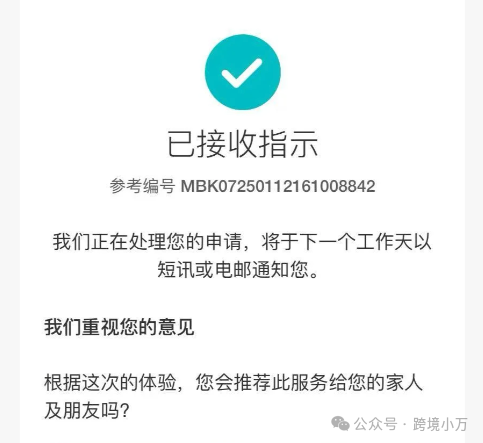 已接收指示
参考编号 MBK07250112161008842
我们正在处理您的申请，将于下一个工作天以
短讯或电邮通知您。
我们重视您的意见
根据这次的体验，您会推荐此服务给您的家人
及朋友吗？
公众号 · 跨境小万